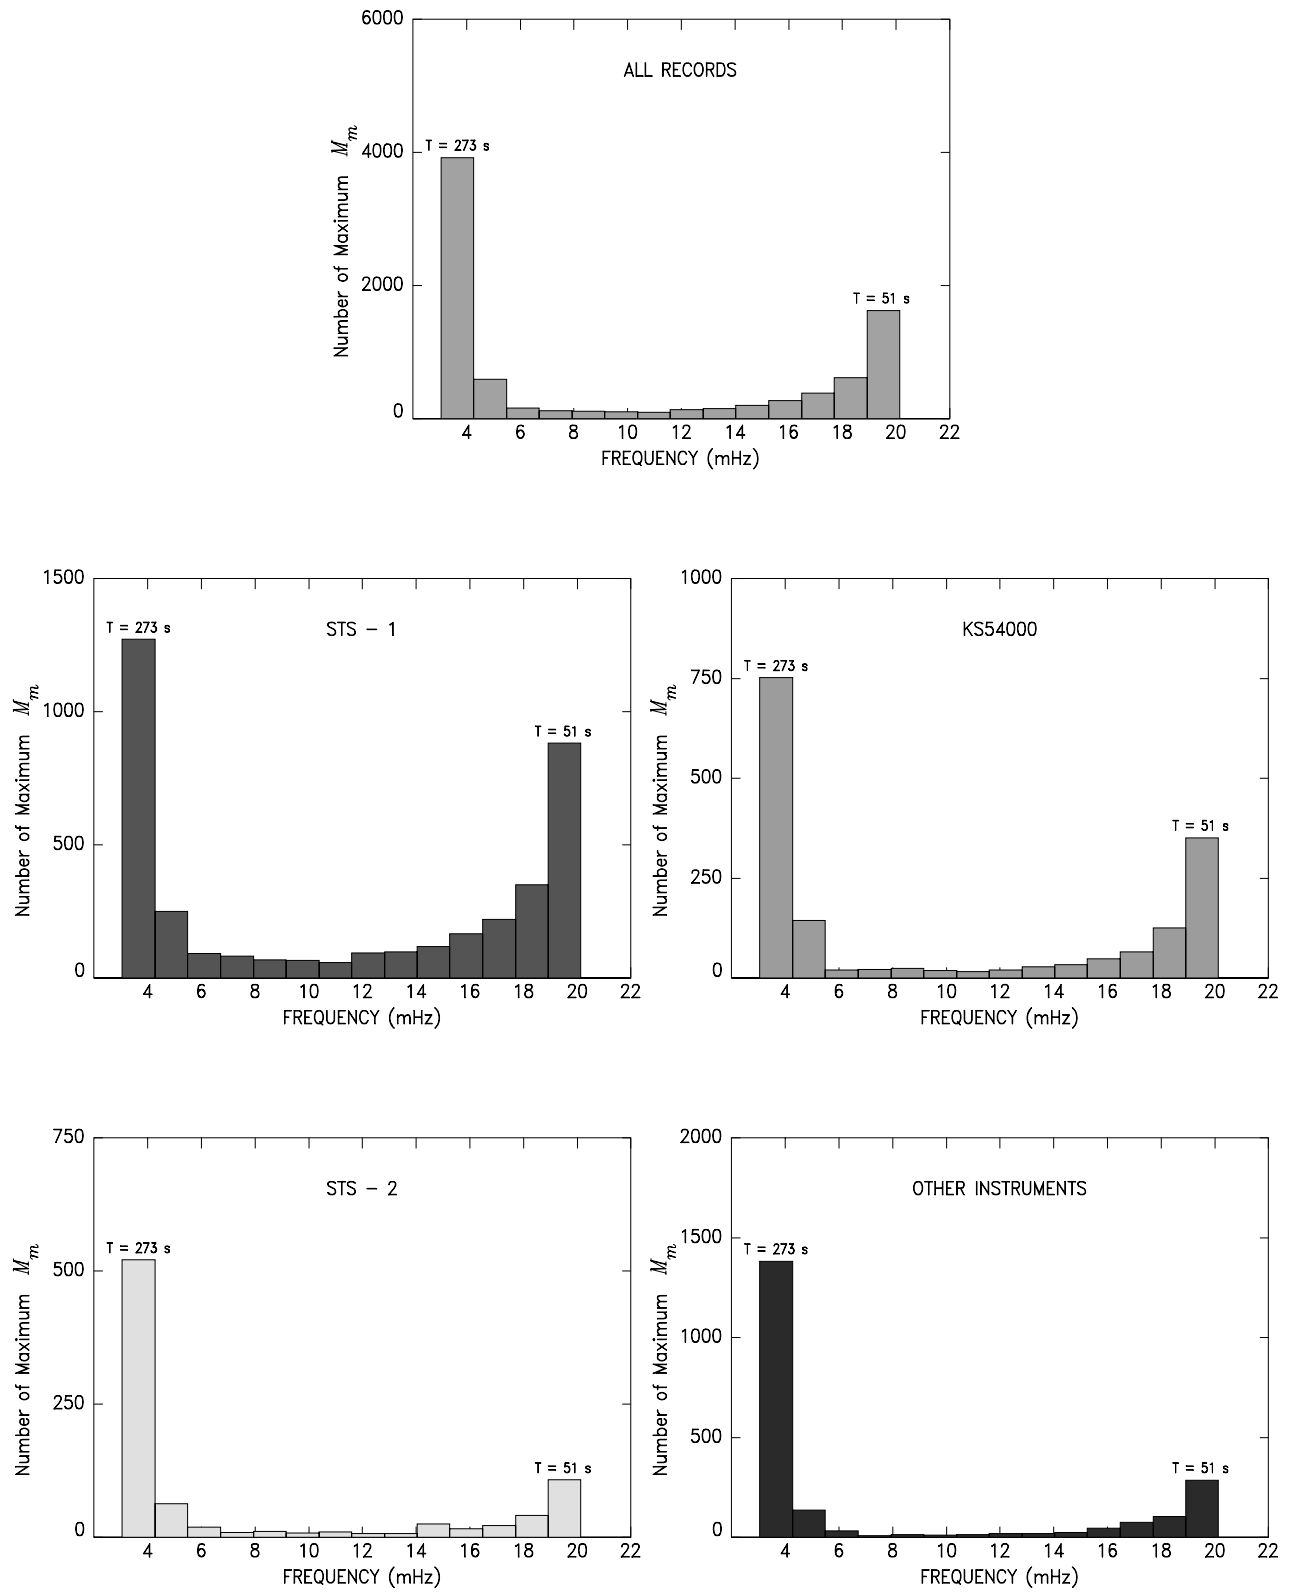 6000
ALL RECORDS
Number of Maximum M_m
T = 273 s
4000
2000
T = 51 s
0
4 6 8 10 12 14 16 18 20 22
FREQUENCY (mHz)
1500
STS - 1
Number of Maximum M_m
T = 273 s
1000
T = 51 s
500
0
4 6 8 10 12 14 16 18 20 22
FREQUENCY (mHz)
1000
KS54000
Number of Maximum M_m
T = 273 s
750
500
T = 51 s
250
0
4 6 8 10 12 14 16 18 20 22
FREQUENCY (mHz)
750
STS - 2
Number of Maximum M_m
T = 273 s
500
250
T = 51 s
0
4 6 8 10 12 14 16 18 20 22
FREQUENCY (mHz)
2000
OTHER INSTRUMENTS
Number of Maximum M_m
1500
T = 273 s
1000
500
T = 51 s
0
4 6 8 10 12 14 16 18 20 22
FREQUENCY (mHz)